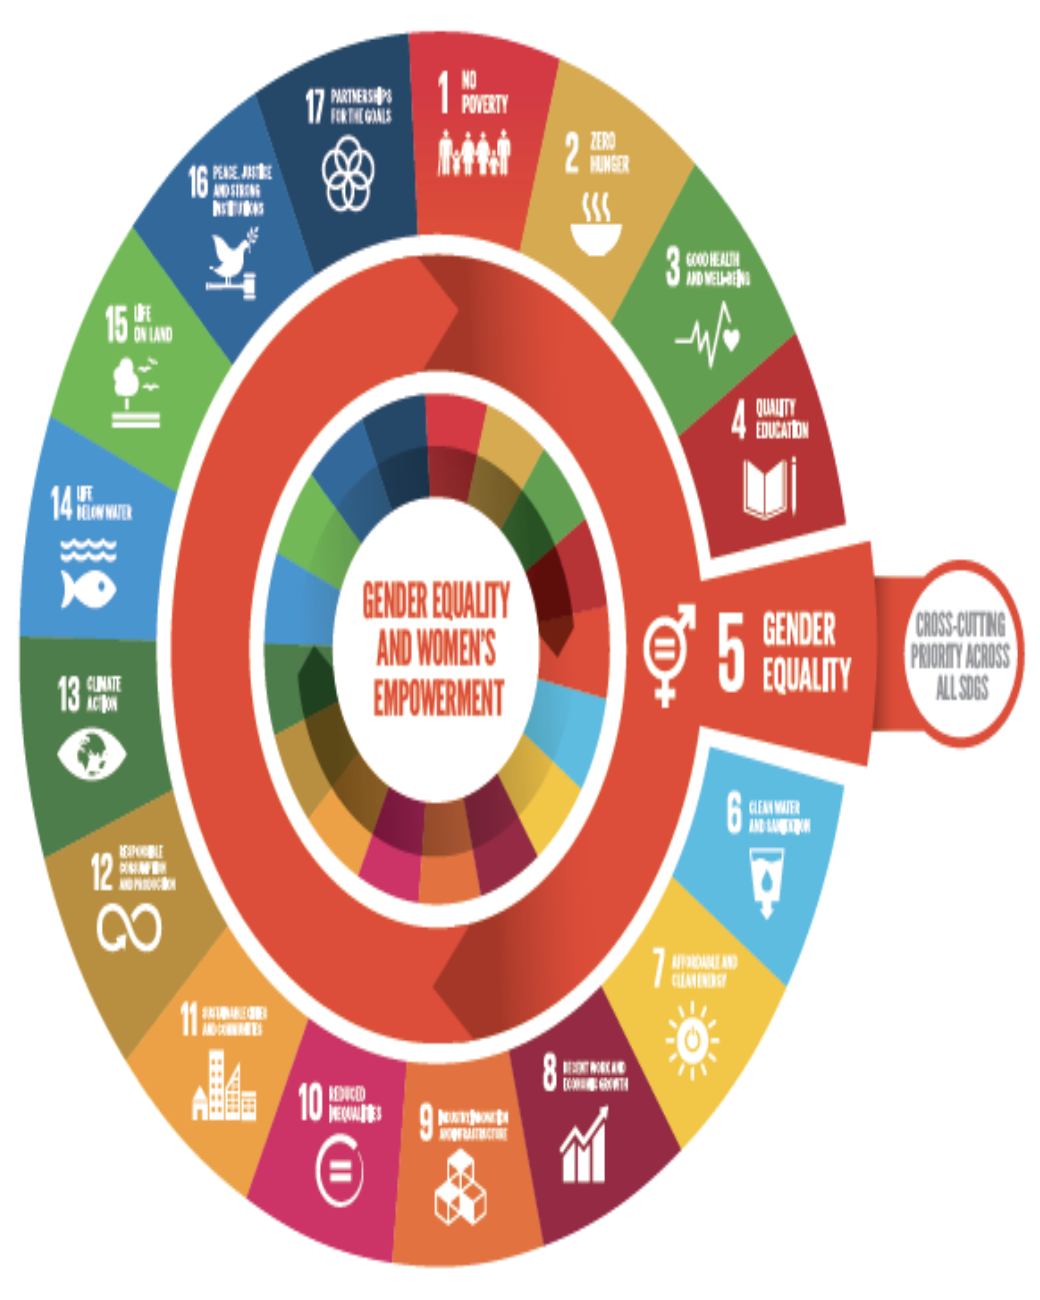 1 NO
POVERTY
2 ZERO
HUNGER
3 GOOD HEALTH
AND WELL-BEING
4 QUALITY
EDUCATION
5 GENDER
EQUALITY
CROSS-CUTTING
PRIORITY ACROSS
ALL SDGS
6 CLEAN WATER
AND SANITATION
7 AFFORDABLE AND
CLEAN ENERGY
8 DECENT WORK AND
ECONOMIC GROWTH
9 INDUSTRY, INNOVATION
AND INFRASTRUCTURE
10 REDUCED
INEQUALITIES
11 SUSTAINABLE CITIES
AND COMMUNITIES
12 RESPONSIBLE
CONSUMPTION
AND PRODUCTION
13 CLIMATE
ACTION
14 LIFE
BELOW WATER
15 LIFE
ON LAND
16 PEACE, JUSTICE
AND STRONG
INSTITUTIONS
17 PARTNERSHIPS
FOR THE GOALS
GENDER EQUALITY
AND WOMEN'S
EMPOWERMENT